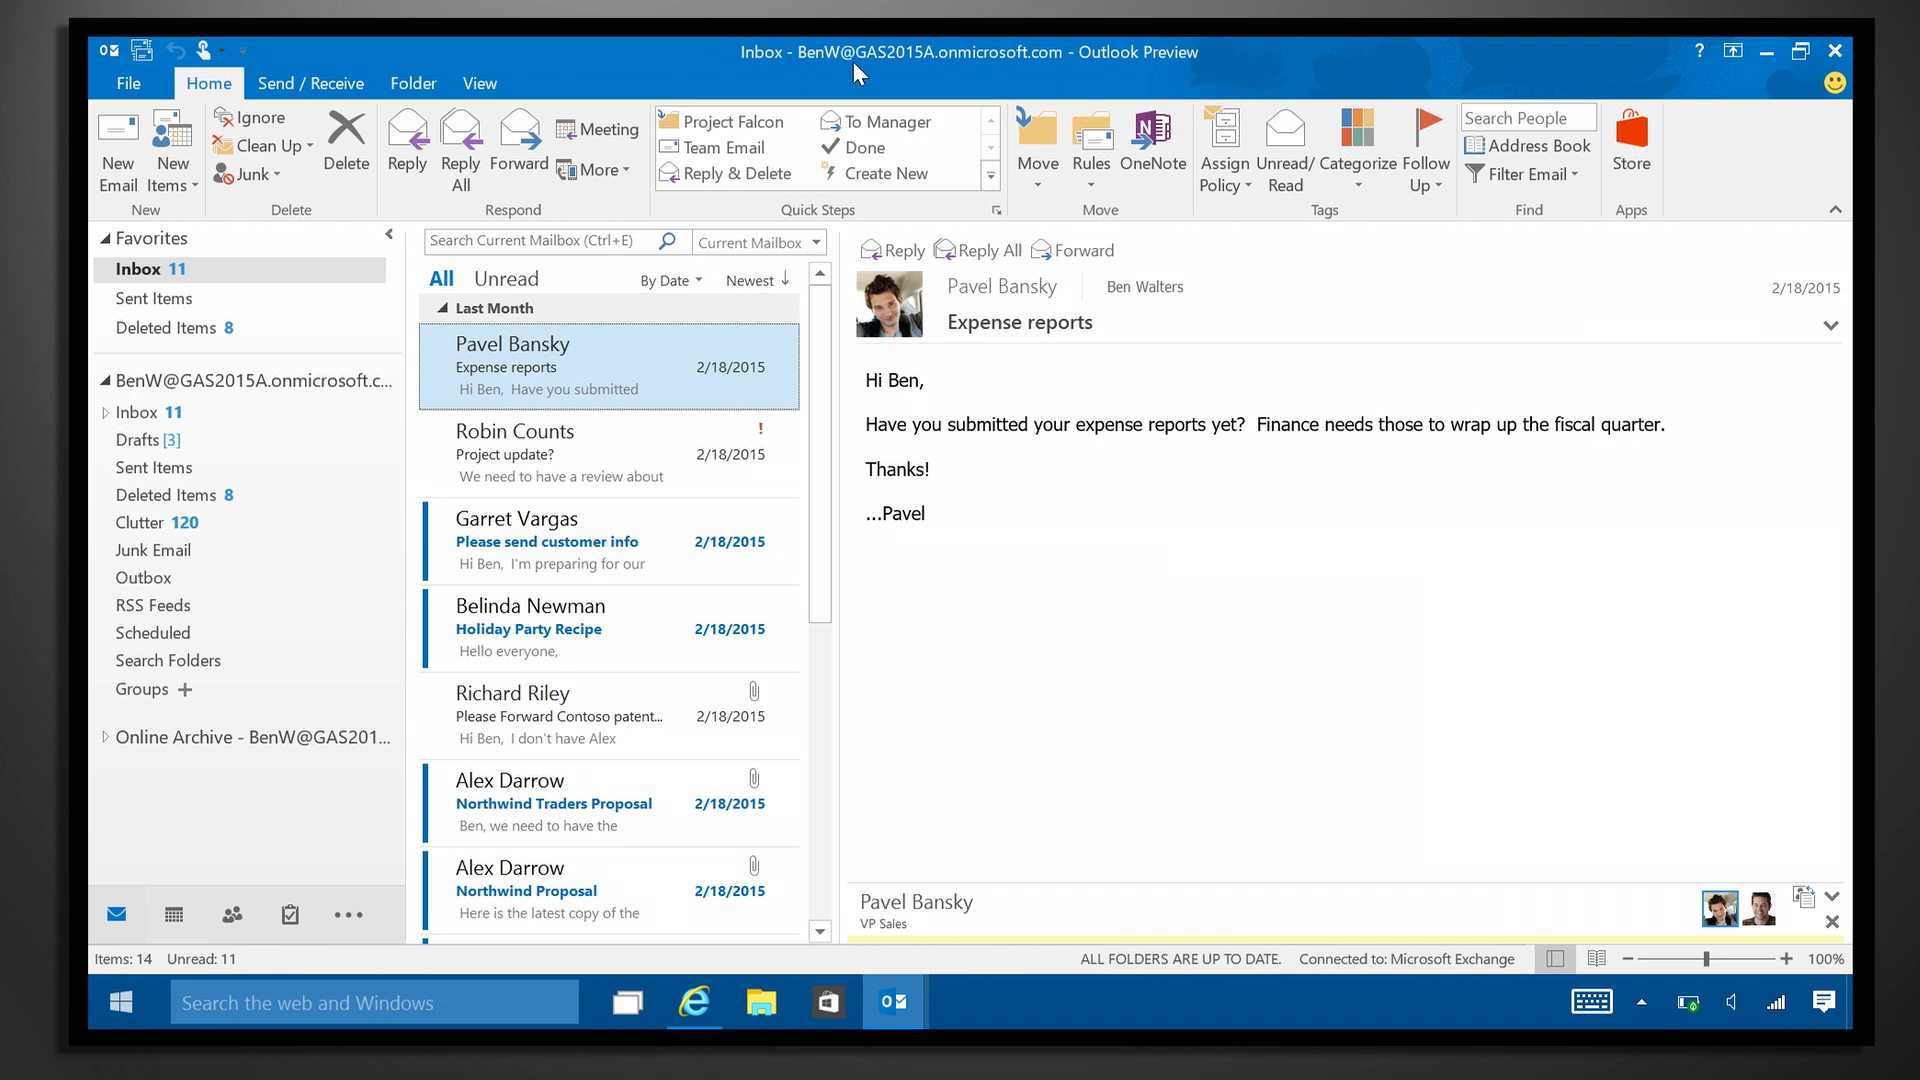 Inbox - BenW@GAS2015A.onmicrosoft.com - Outlook Preview
?
File Home Send / Receive Folder View
New Email
New Items
New
Ignore
Clean Up
Junk
Delete
Delete
Reply
Reply All
Forward
Meeting
More
Respond
Project Falcon
Team Email
Reply & Delete
To Manager
Done
Create New
Quick Steps
Move
Rules
OneNote
Move
Assign Policy
Unread/ Read
Categorize
Follow Up
Tags
Search People
Address Book
Filter Email
Find
Store
Apps
Favorites
Inbox 11
Sent Items
Deleted Items 8
BenW@GAS2015A.onmicrosoft.c...
Inbox 11
Drafts [3]
Sent Items
Deleted Items 8
Clutter 120
Junk Email
Outbox
RSS Feeds
Scheduled
Search Folders
Groups +
Online Archive - BenW@GAS201...
Search Current Mailbox (Ctrl+E)
Current Mailbox
All Unread By Date Newest
Last Month
Pavel Bansky
Expense reports 2/18/2015
Hi Ben, Have you submitted
Robin Counts !
Project update? 2/18/2015
We need to have a review about
Garret Vargas
Please send customer info 2/18/2015
Hi Ben, I'm preparing for our
Belinda Newman
Holiday Party Recipe 2/18/2015
Hello everyone,
Richard Riley
Please Forward Contoso patent... 2/18/2015
Hi Ben, I don't have Alex
Alex Darrow
Northwind Traders Proposal 2/18/2015
Ben, we need to have the
Alex Darrow
Northwind Proposal 2/18/2015
Here is the latest copy of the
Reply Reply All Forward
Pavel Bansky Ben Walters 2/18/2015
Expense reports
Hi Ben,
Have you submitted your expense reports yet? Finance needs those to wrap up the fiscal quarter.
Thanks!
...Pavel
Pavel Bansky
VP Sales
Items: 14 Unread: 11
ALL FOLDERS ARE UP TO DATE. Connected to: Microsoft Exchange 100%
Search the web and Windows